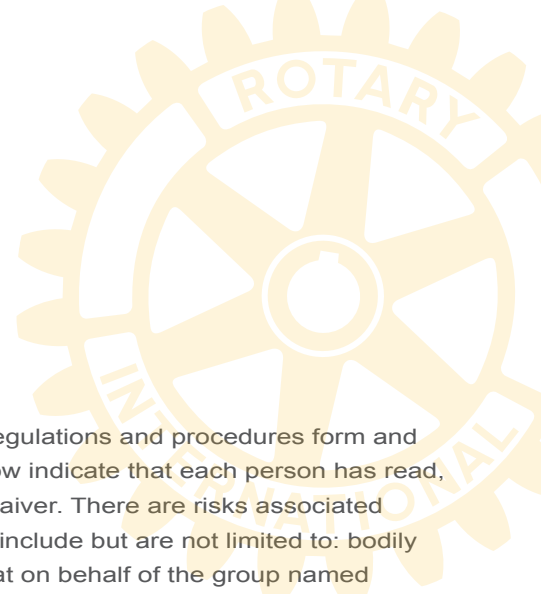 ROTARY
INTERNATIONAL
egulations and procedures form and
ow indicate that each person has read,
aiver. There are risks associated
include but are not limited to: bodily
at on behalf of the group named